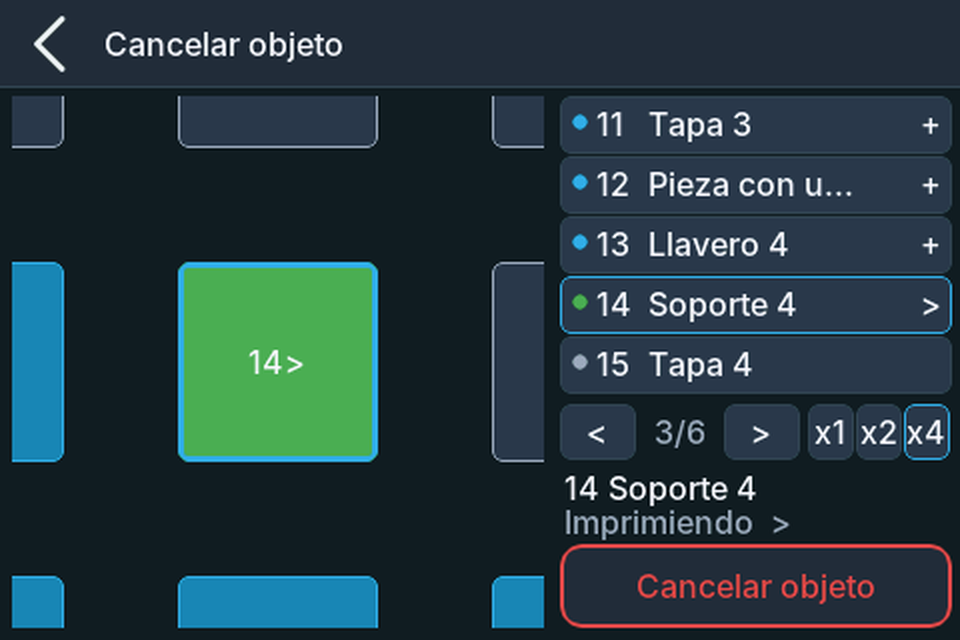 Cancelar objeto
14>
11 Tapa 3 +
12 Pieza con u... +
13 Llavero 4 +
14 Soporte 4 >
15 Tapa 4
< 3/6 > x1 x2 x4
14 Soporte 4
Imprimiendo >
Cancelar objeto